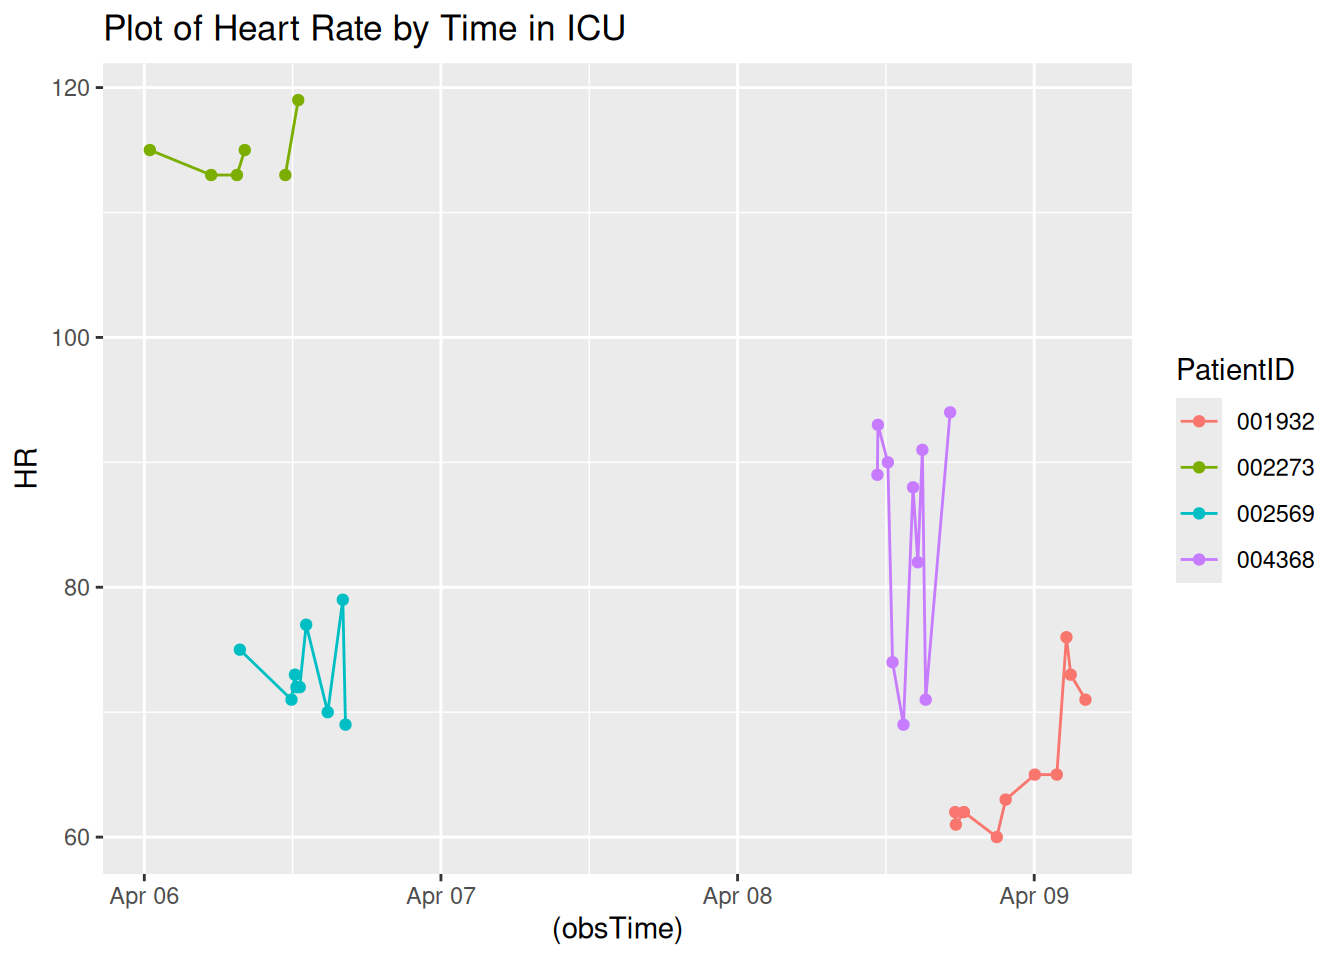 Plot of Heart Rate by Time in ICU
120
100
80
60
HR
Apr 06
Apr 07
Apr 08
Apr 09
(obsTime)
PatientID
001932
002273
002569
004368